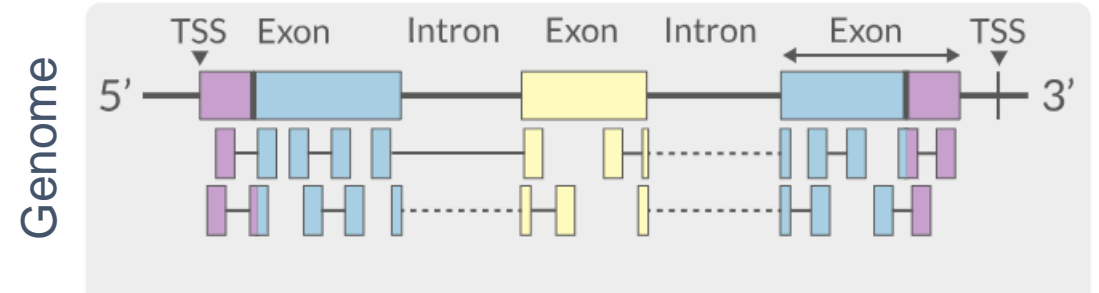 TSS Exon Intron Exon Intron Exon TSS
5’ 3’
Genome